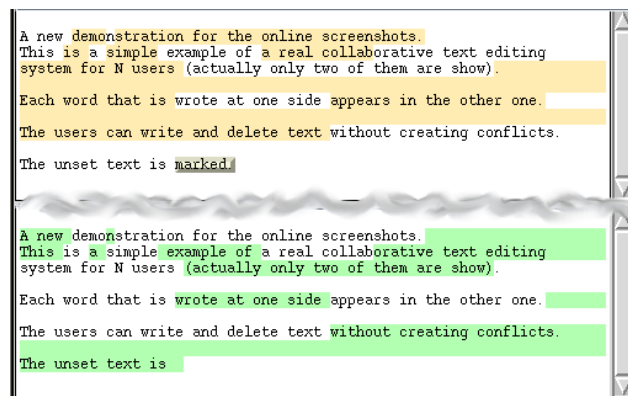 A new demonstration for the online screenshots.
This is a simple example of a real collaborative text editing
system for N users (actually only two of them are show).
Each word that is wrote at one side appears in the other one.
The users can write and delete text without creating conflicts.
The unset text is marked.
A new demonstration for the online screenshots.
This is a simple example of a real collaborative text editing
system for N users (actually only two of them are show).
Each word that is wrote at one side appears in the other one.
The users can write and delete text without creating conflicts.
The unset text is